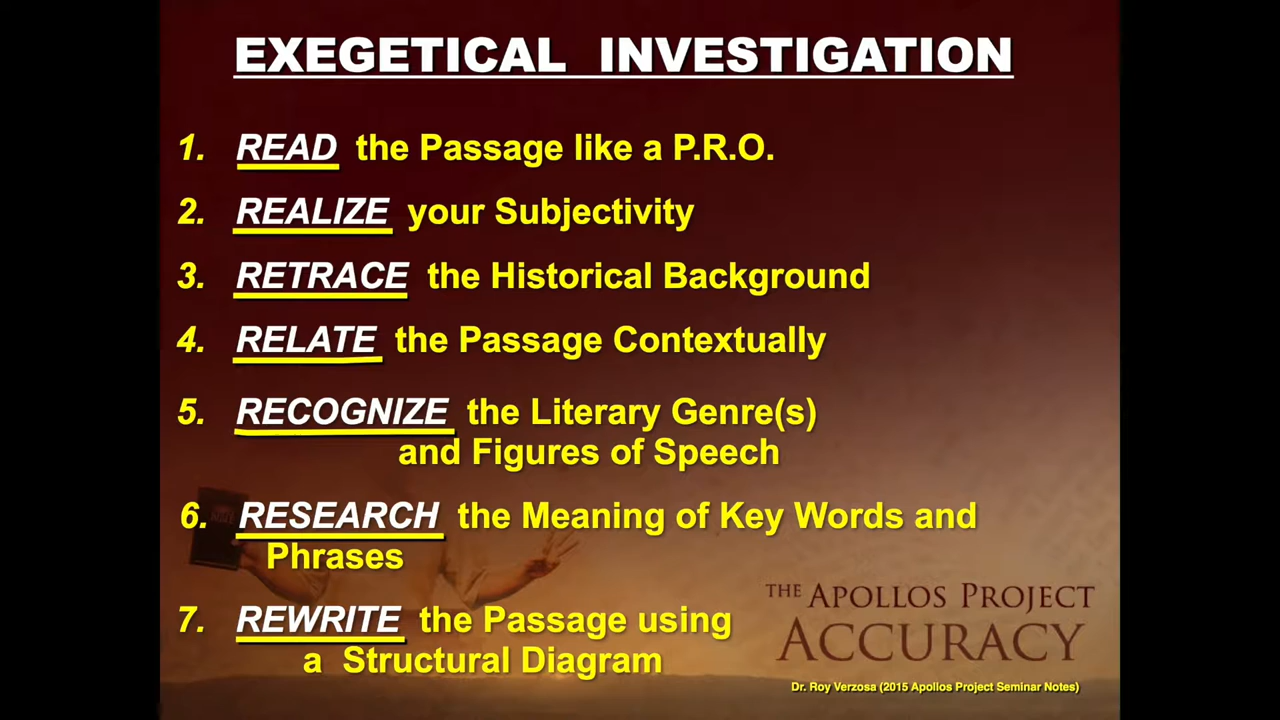 EXEGETICAL INVESTIGATION
1. READ the Passage like a P.R.O.
2. REALIZE your Subjectivity
3. RETRACE the Historical Background
4. RELATE the Passage Contextually
5. RECOGNIZE the Literary Genre(s)
and Figures of Speech
6. RESEARCH the Meaning of Key Words and
Phrases
7. REWRITE the Passage using
a Structural Diagram
THE APOLLOS PROJECT
ACCURACY
Dr. Roy Verzosa (2015 Apollos Project Seminar Notes)